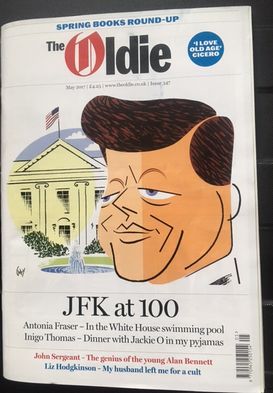 SPRING BOOKS ROUND-UP
The Oldie
'I LOVE
OLD AGE'
CICERO
May 2017 | £4.25 | www.theoldie.co.uk | Issue 347
JFK at 100
Antonia Fraser – In the White House swimming pool
Inigo Thomas – Dinner with Jackie O in my pyjamas
John Sergeant – The genius of the young Alan Bennett
Liz Hodgkinson – My husband left me for a cult